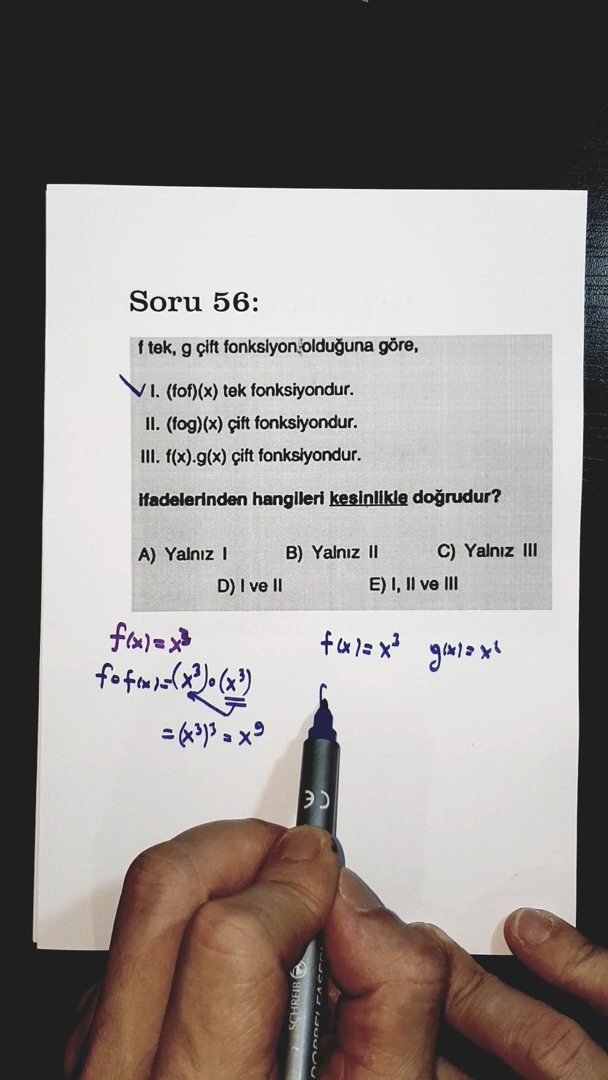 Soru 56:
f tek, g çift fonksiyon olduğuna göre,
I. (fof)(x) tek fonksiyondur.
II. (fog)(x) çift fonksiyondur.
III. f(x).g(x) çift fonksiyondur.
ifadelerinden hangileri kesinlikle doğrudur?
A) Yalnız I B) Yalnız II C) Yalnız III
D) I ve II E) I, II ve III
f(x)=x³ f(x)=x³
f∘f(x)=(x³)∘(x³)
=(x³)³=x⁹
CE
SCHREIB